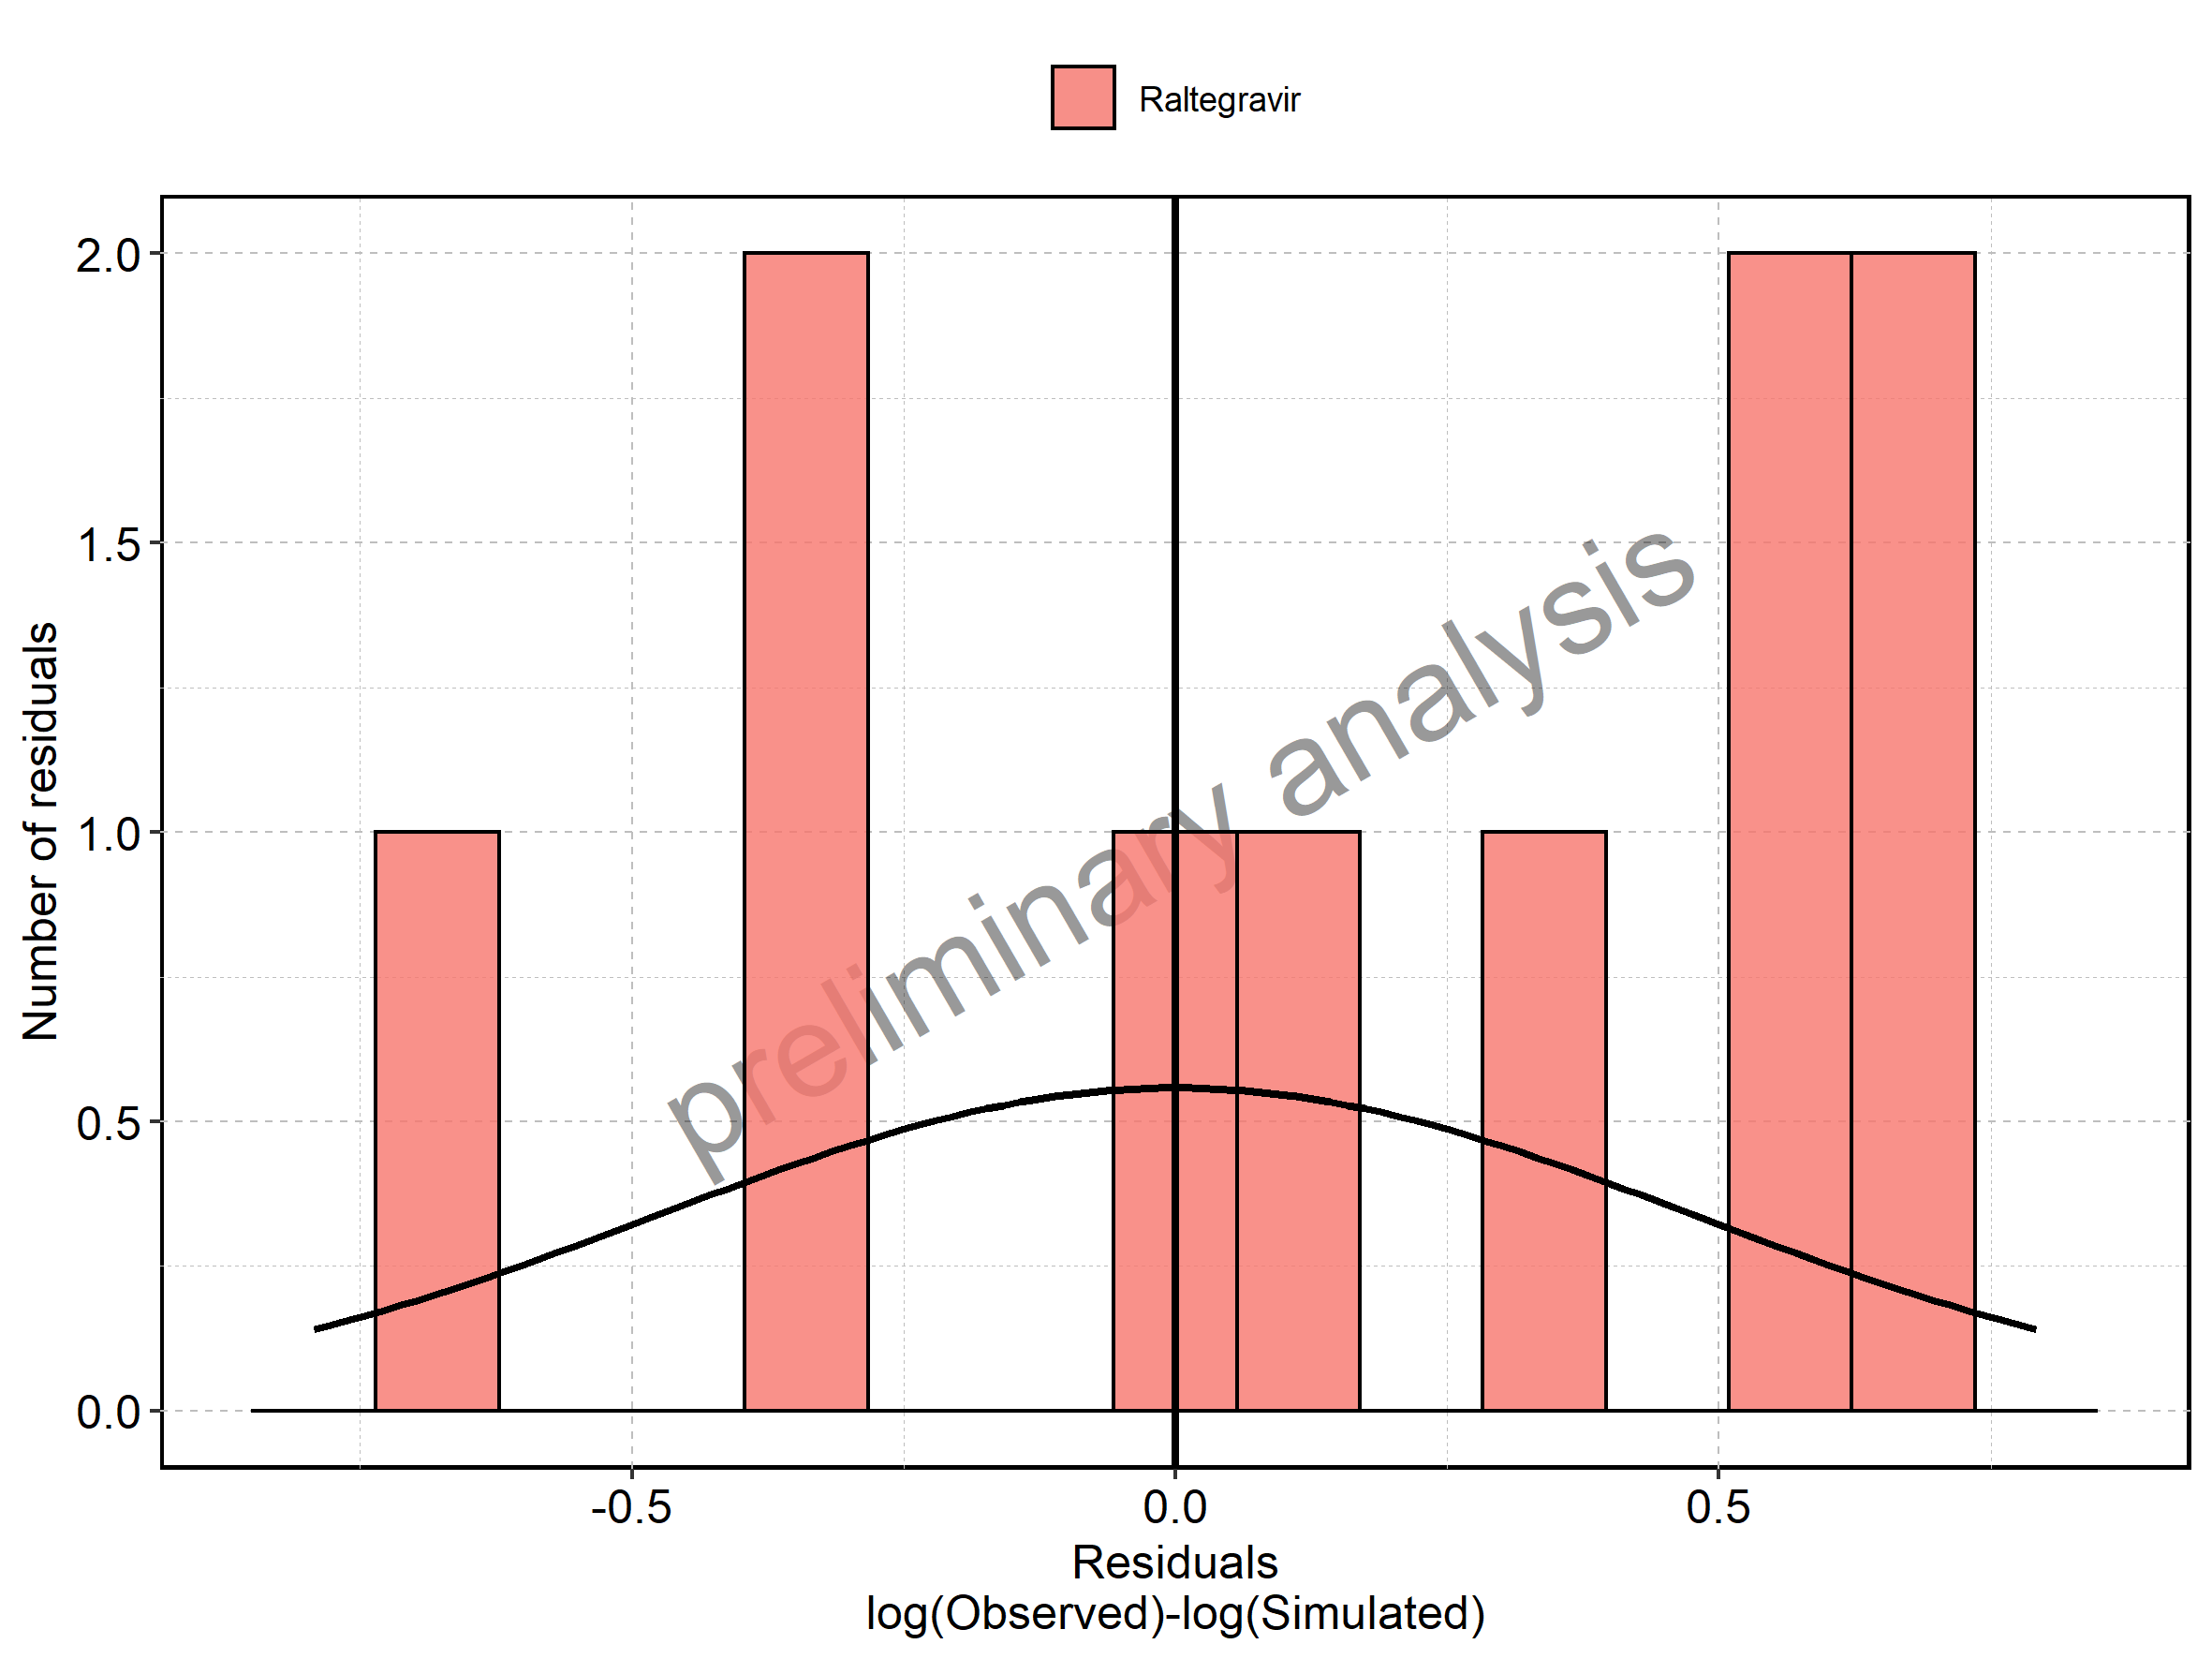 Raltegravir
2.0
1.5
1.0
0.5
0.0
Number of residuals
preliminary analysis
-0.5
0.0
0.5
Residuals
log(Observed)-log(Simulated)